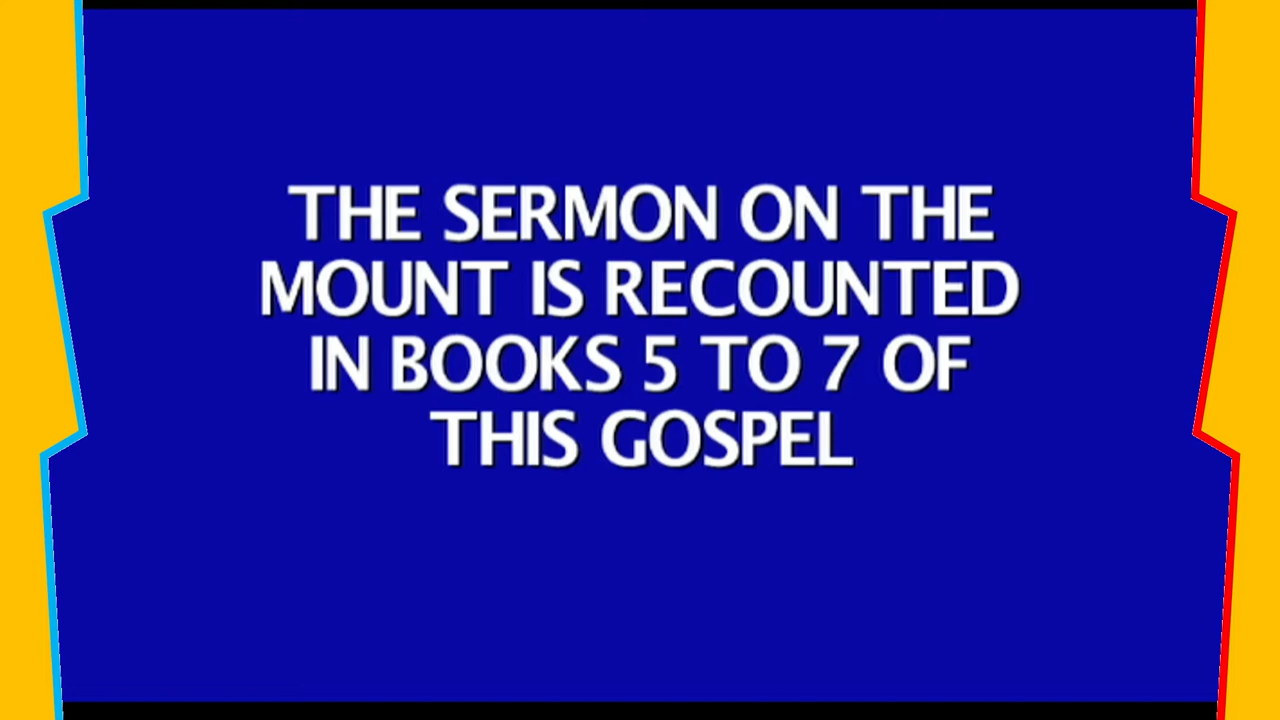 THE SERMON ON THE
MOUNT IS RECOUNTED
IN BOOKS 5 TO 7 OF
THIS GOSPEL